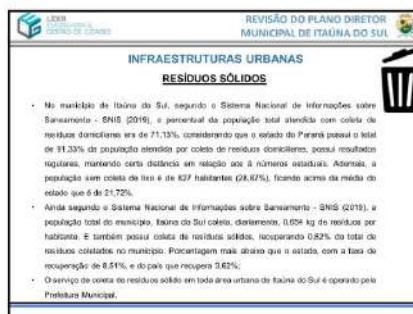 LÍDER
ENGENHARIA E
GESTÃO DE CIDADES
REVISÃO DO PLANO DIRETOR
MUNICIPAL DE ITAÚNA DO SUL
INFRAESTRUTURAS URBANAS
RESÍDUOS SÓLIDOS
• No município de Itaúna do Sul, segundo o Sistema Nacional de Informações sobre
Saneamento - SNIS (2019), o percentual da população total atendida com coleta de
resíduos domiciliares era de 71,13%, considerando que o estado do Paraná possui o total
de 91,33% da população atendida por coleta de resíduos domiciliares, possui resultados
regulares, mantendo certa distância em relação aos à números estaduais. Ademais, a
população sem coleta de lixo é de 827 habitantes (28,87%), ficando acima da média do
estado que é de 21,72%.
• Ainda segundo o Sistema Nacional de Informações sobre Saneamento - SNIS (2019), a
população total do município, Itaúna do Sul coleta, diariamente, 0,654 kg de resíduos por
habitante. E também possui coleta de resíduos sólidos, recuperando 0,82% do total de
resíduos coletados no município. Porcentagem mais abaixo que o estado, com a taxa de
recuperação de 8,51%, e do país que recupera 3,62%;
• O serviço de coleta de resíduos sólido em toda área urbana de Itaúna do Sul é operado pela
Prefeitura Municipal.